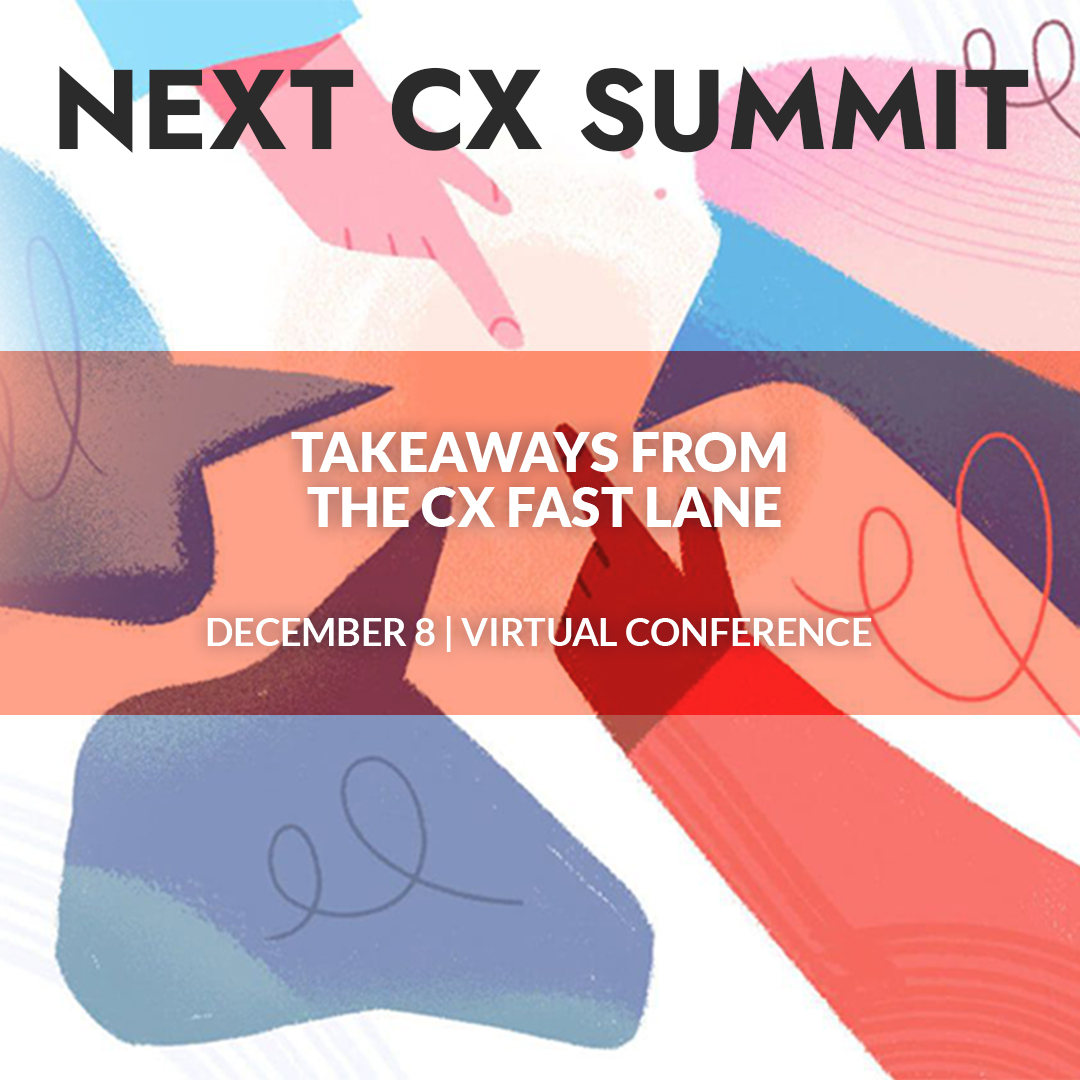 NEXT CX SUMMIT
TAKEAWAYS FROM
THE CX FAST LANE
DECEMBER 8 | VIRTUAL CONFERENCE